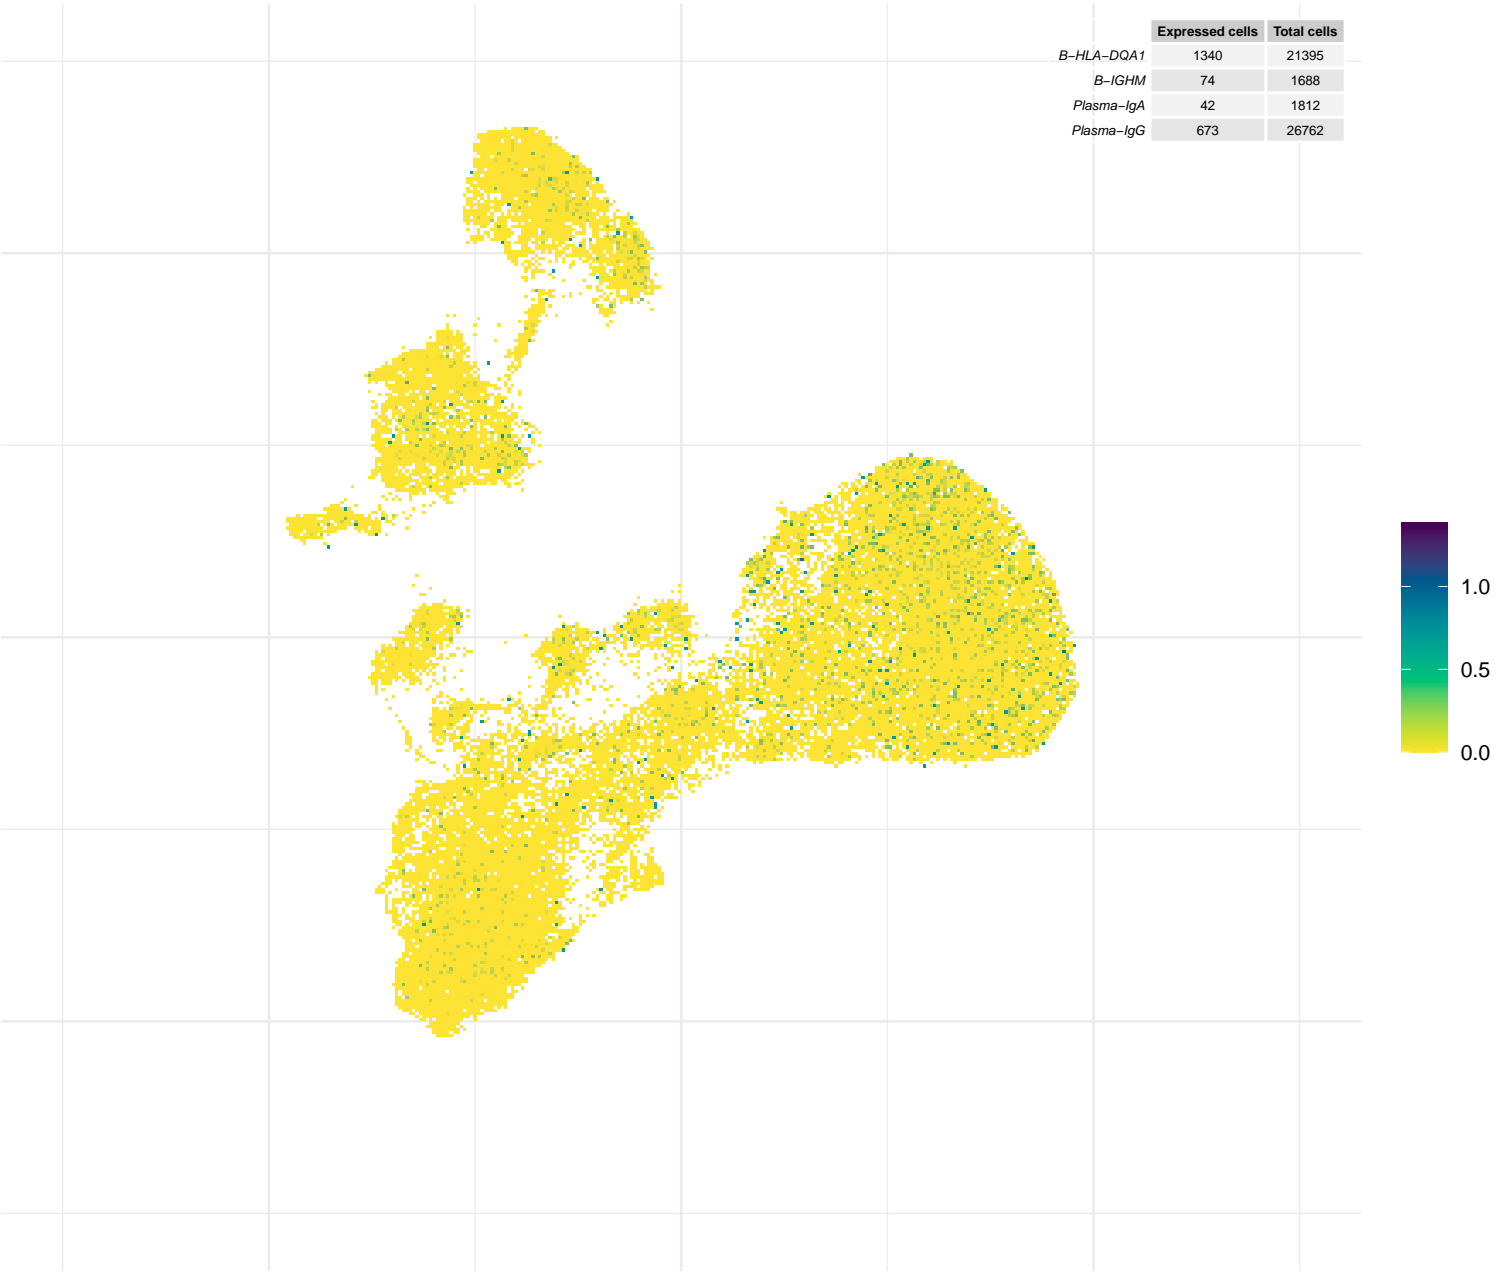 Expressed cells Total cells
B−HLA−DQA1 1340 21395
B−IGHM 74 1688
Plasma−IgA 42 1812
Plasma−IgG 673 26762
1.0
0.5
0.0